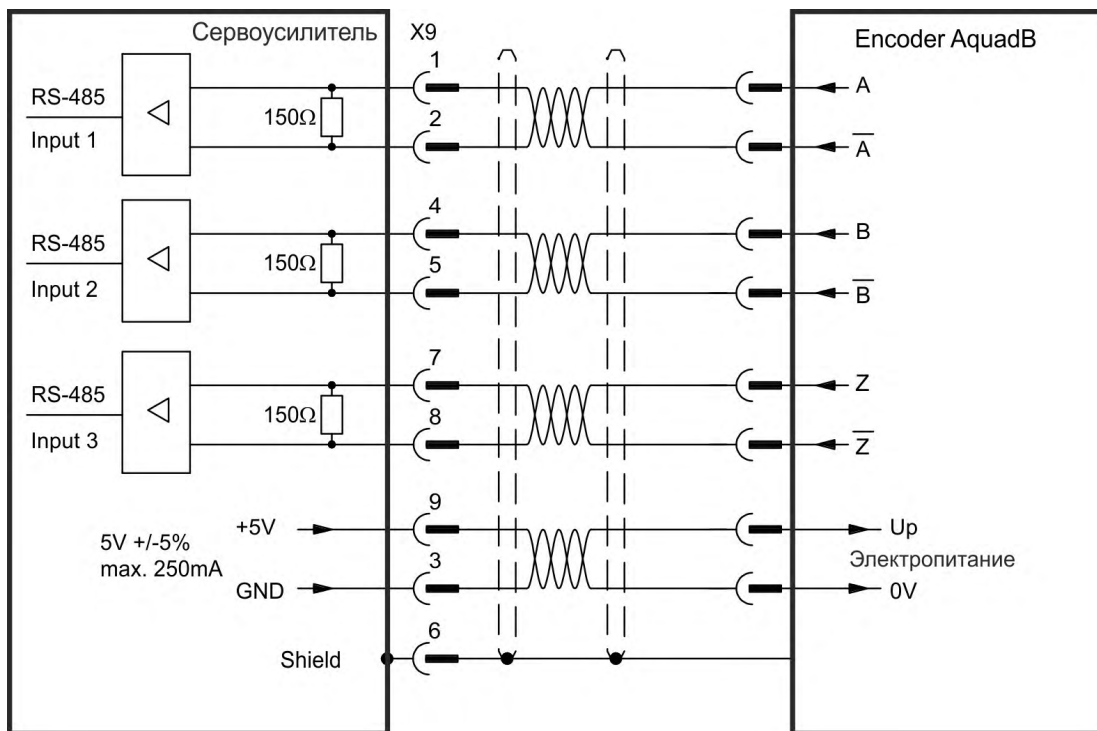 Сервоусилитель
X9
Encoder AquadB
RS-485
Input 1
150Ω
1
2
A
A̅
RS-485
Input 2
150Ω
4
5
B
B̅
RS-485
Input 3
150Ω
7
8
Z
Z̅
5V +/-5%
max. 250mA
+5V
GND
9
3
Up
Электропитание
0V
Shield
6